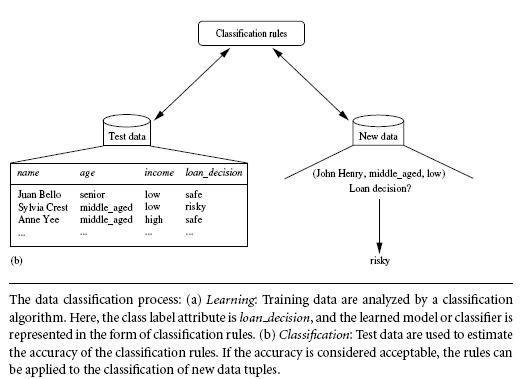 Classification rules
Test data
New data
name age income loan_decision
Juan Bello senior low safe
Sylvia Crest middle_aged low risky
Anne Yee middle_aged high safe
... ... ... ...
(John Henry, middle_aged, low)
Loan decision?
risky
(b)
The data classification process: (a) Learning: Training data are analyzed by a classification
algorithm. Here, the class label attribute is loan_decision, and the learned model or classifier is
represented in the form of classification rules. (b) Classification: Test data are used to estimate
the accuracy of the classification rules. If the accuracy is considered acceptable, the rules can
be applied to the classification of new data tuples.